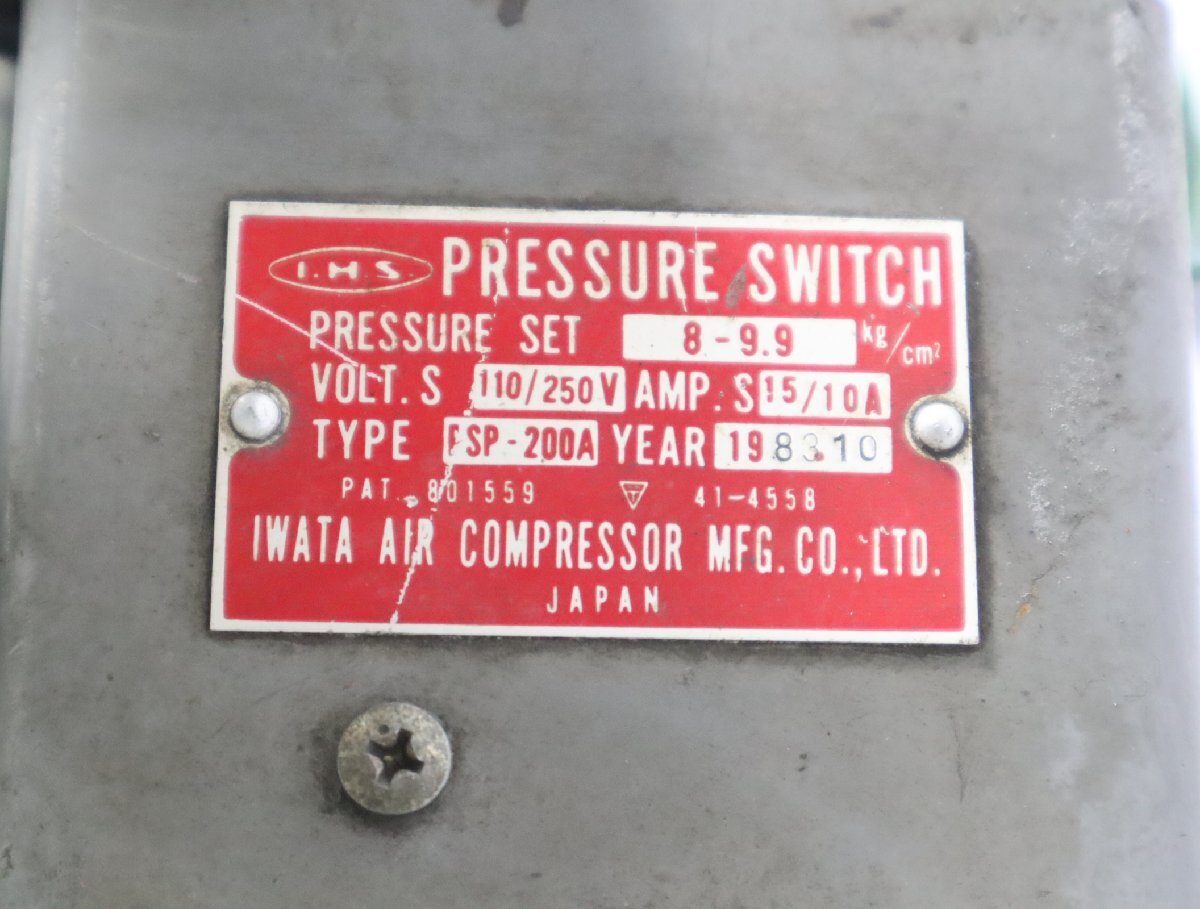 I.H.S. PRESSURE SWITCH
PRESSURE SET 8-9.9 kg/cm²
VOLT.S 110/250V AMP.S 15/10A
TYPE PSP-200A YEAR 198310
PAT. 801559 41-4558
IWATA AIR COMPRESSOR MFG. CO., LTD.
JAPAN